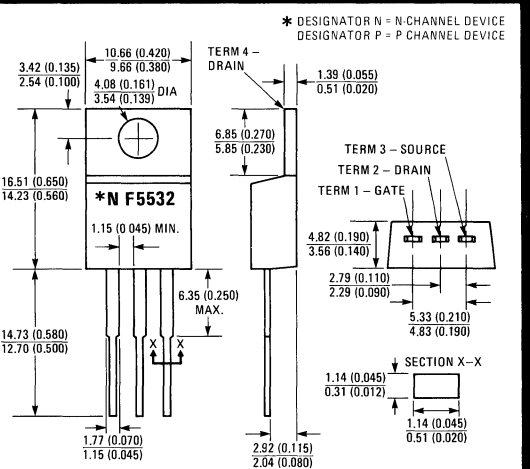 * DESIGNATOR N = N-CHANNEL DEVICE
DESIGNATOR P = P CHANNEL DEVICE
10.66 (0.420)
9.66 (0.380)
TERM 4 –
DRAIN
3.42 (0.135)
2.54 (0.100)
4.08 (0.161)
3.54 (0.139)
DIA
1.39 (0.055)
0.51 (0.020)
6.85 (0.270)
5.85 (0.230)
TERM 3 – SOURCE
TERM 2 – DRAIN
TERM 1 – GATE
16.51 (0.650)
14.23 (0.560)
*N F5532
1.15 (0 045) MIN.
4.82 (0.190)
3.56 (0.140)
2.79 (0.110)
2.29 (0.090)
6.35 (0.250)
MAX.
5.33 (0.210)
4.83 (0.190)
14.73 (0.580)
12.70 (0.500)
X X
SECTION X–X
1.14 (0.045)
0.31 (0.012)
1.14 (0.045)
0.51 (0.020)
1.77 (0.070)
1.15 (0.045)
2.92 (0.115)
2.04 (0.080)